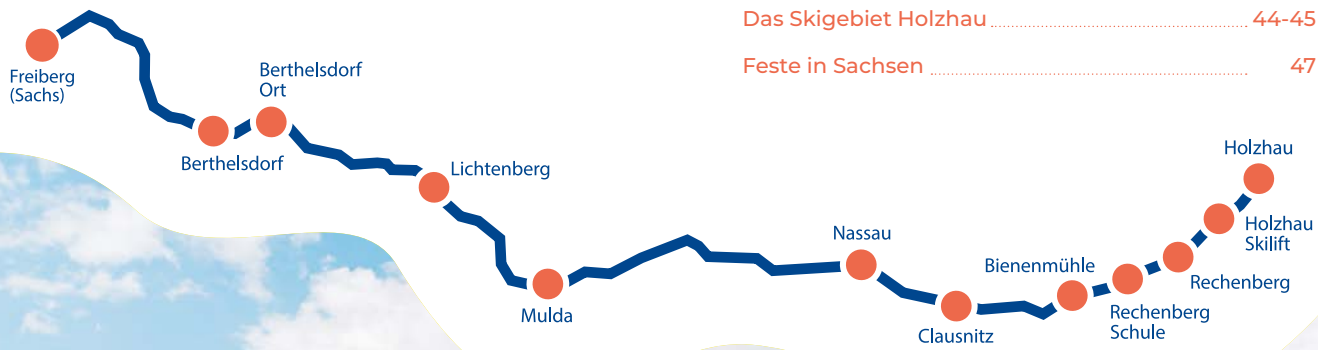 Das Skigebiet Holzhau 44-45
Feste in Sachsen 47
Freiberg
(Sachs)
Berthelsdorf
Berthelsdorf
Ort
Lichtenberg
Mulda
Nassau
Clausnitz
Bienenmühle
Rechenberg
Schule
Rechenberg
Holzhau
Skilift
Holzhau